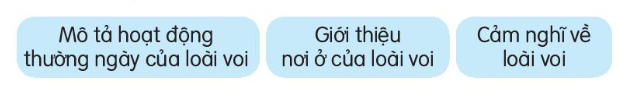 Mô tả hoạt động
thường ngày của loài voi
Giới thiệu
nơi ở của loài voi
Cảm nghĩ về
loài voi